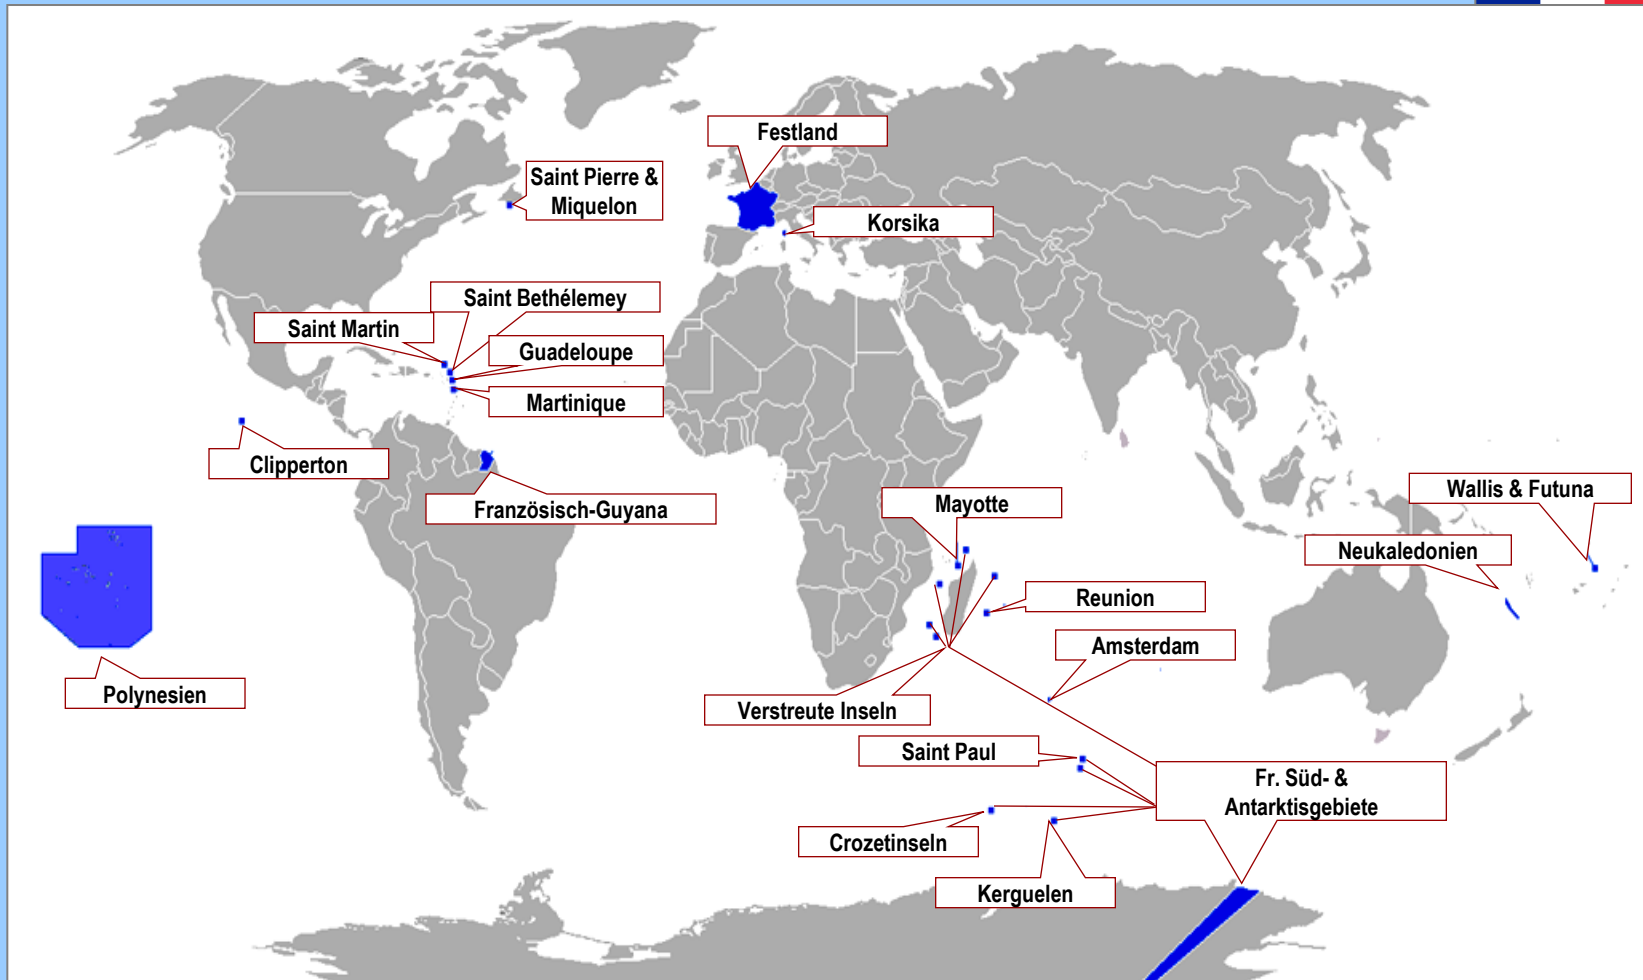 Festland
Saint Pierre &
Miquelon
Korsika
Saint Bethélemey
Saint Martin
Guadeloupe
Martinique
Clipperton
Französisch-Guyana
Wallis & Futuna
Mayotte
Neukaledonien
Reunion
Amsterdam
Polynesien
Verstreute Inseln
Saint Paul
Fr. Süd- &
Antarktisgebiete
Crozetinseln
Kerguelen